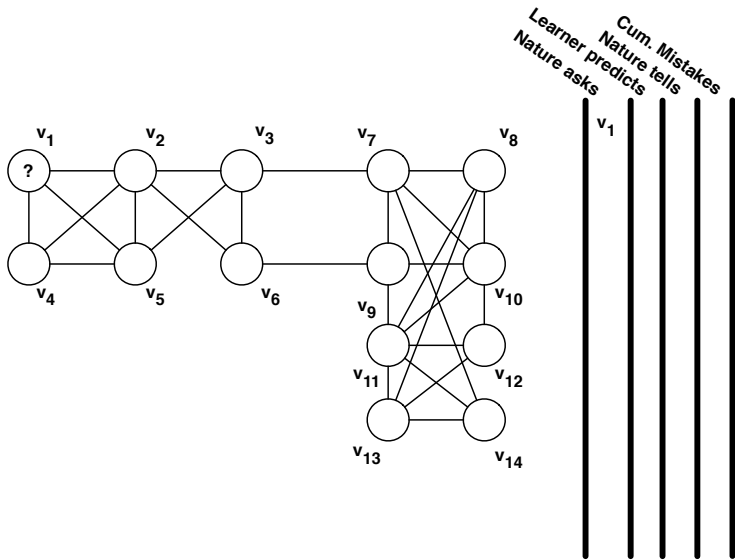 Nature asks
Learner predicts
Nature tells
Cum. Mistakes
v1
v1 v2 v3 v7 v8
?
v4 v5 v6 v9 v10
v11 v12
v13 v14